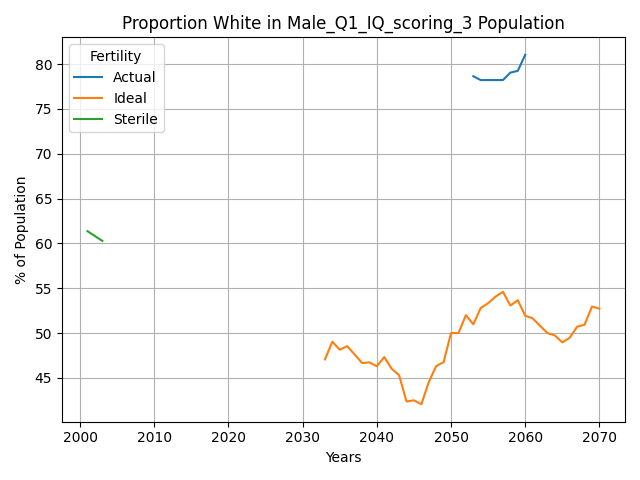 Proportion White in Male_Q1_IQ_scoring_3 Population
Fertility
Actual
Ideal
Sterile
% of Population
80
75
70
65
60
55
50
45
2000 2010 2020 2030 2040 2050 2060 2070
Years